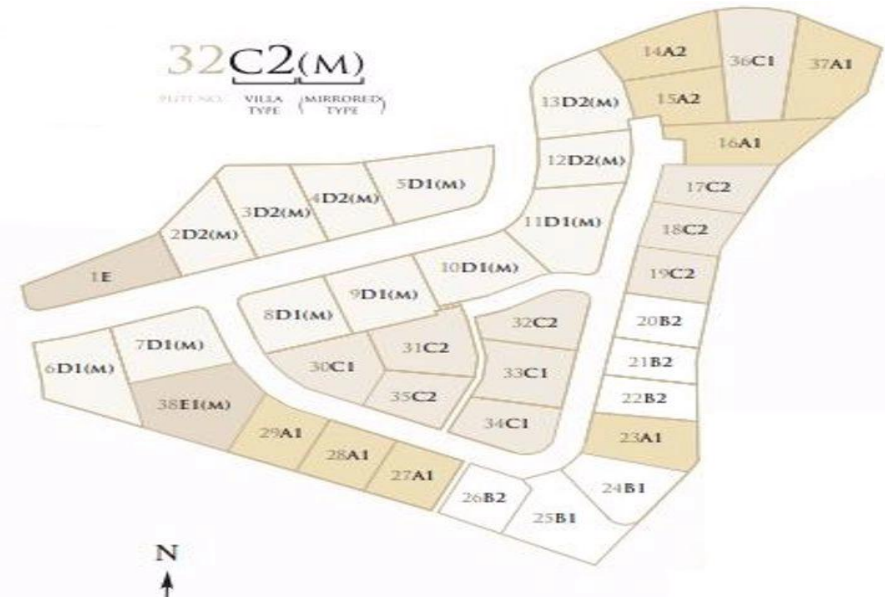 32C2(M)
PLOT NO. VILLA TYPE (MIRRORED TYPE)
14A2
36C1
37A1
15A2
13D2(M)
16A1
12D2(M)
5D1(M)
4D2(M)
3D2(M)
2D2(M)
17C2
11D1(M)
18C2
1E
10D1(M)
19C2
9D1(M)
8D1(M)
32C2
20B2
7D1(M)
31C2
21B2
6D1(M)
30C1
33C1
35C2
22B2
38E1(M)
34C1
29A1
23A1
28A1
27A1
24B1
26B2
25B1
N